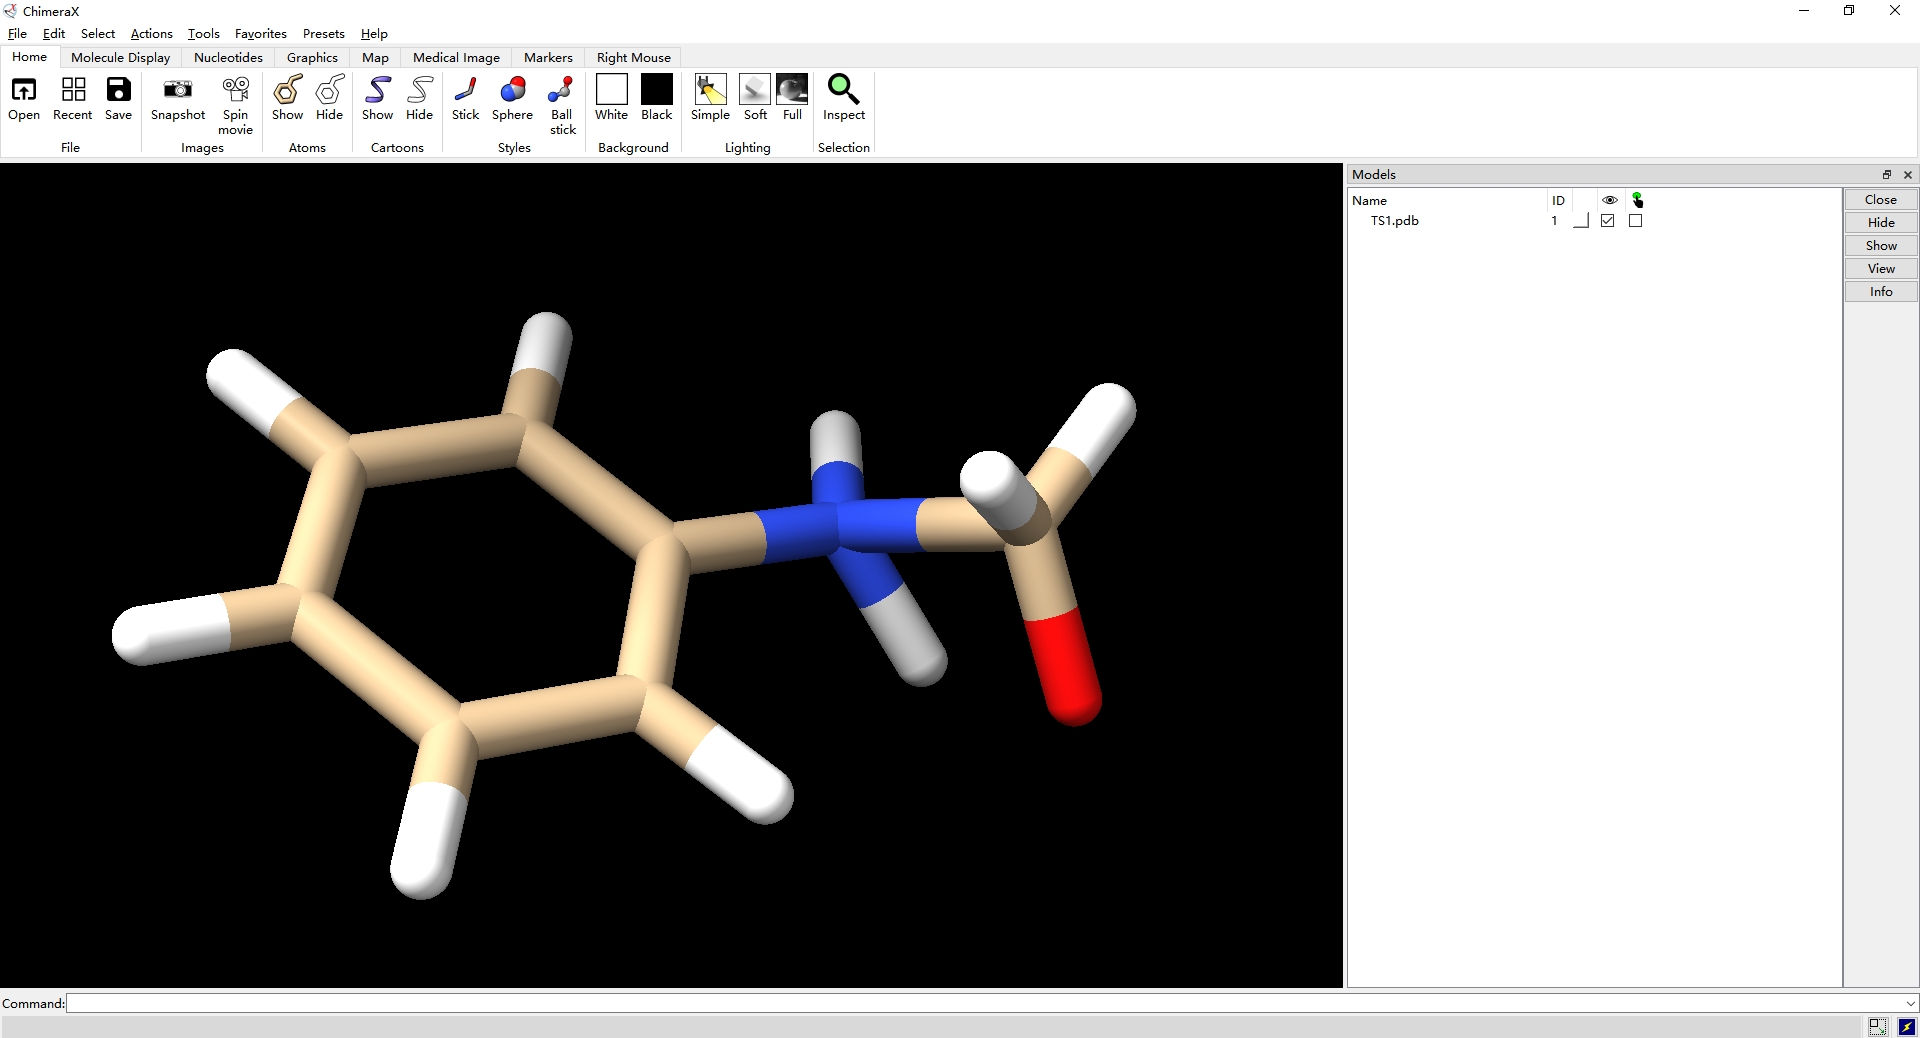 ChimeraX
File Edit Select Actions Tools Favorites Presets Help
Home Molecule Display Nucleotides Graphics Map Medical Image Markers Right Mouse
Open Recent Save Snapshot Spin movie Show Hide Show Hide Stick Sphere Ball stick White Black Simple Soft Full Inspect
File Images Atoms Cartoons Styles Background Lighting Selection
Models
Name ID
TS1.pdb 1
Close
Hide
Show
View
Info
Command: